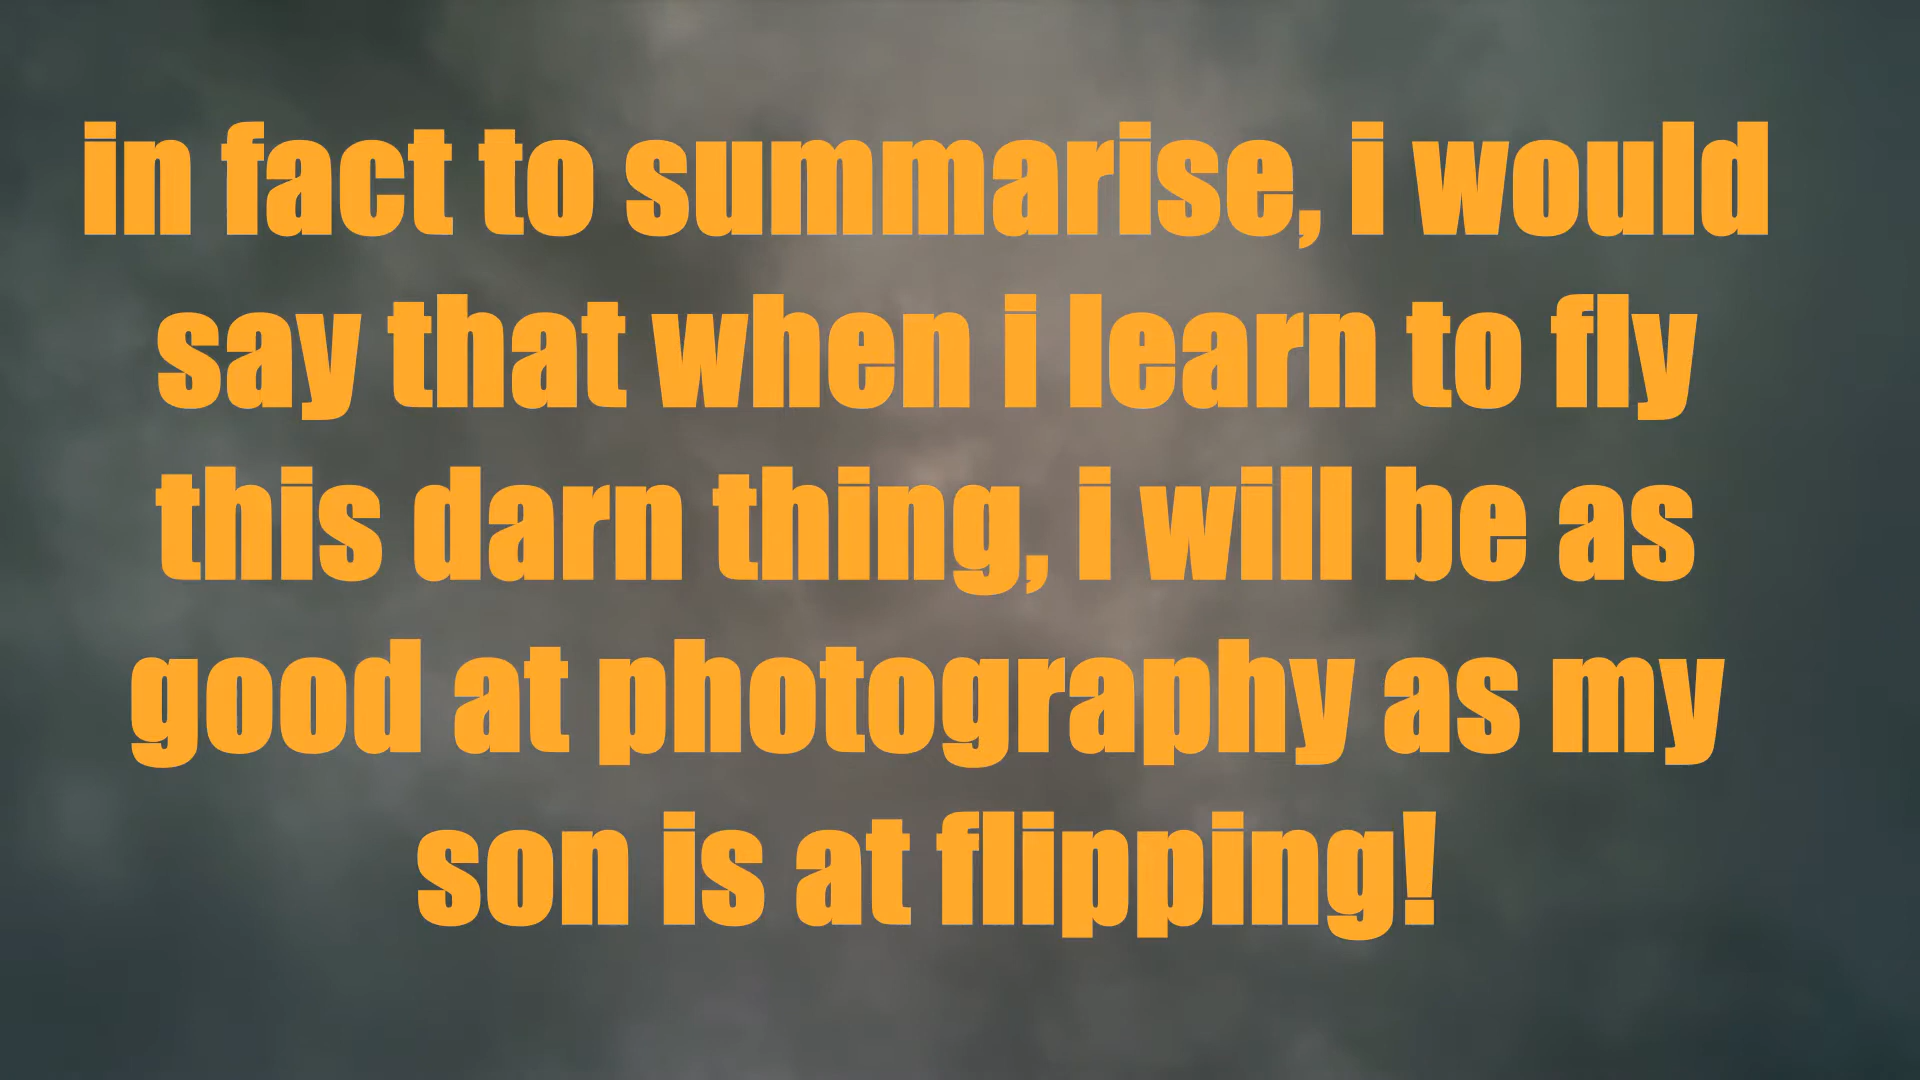 in fact to summarise, i would
say that when i learn to fly
this darn thing, i will be as
good at photography as my
son is at flipping!